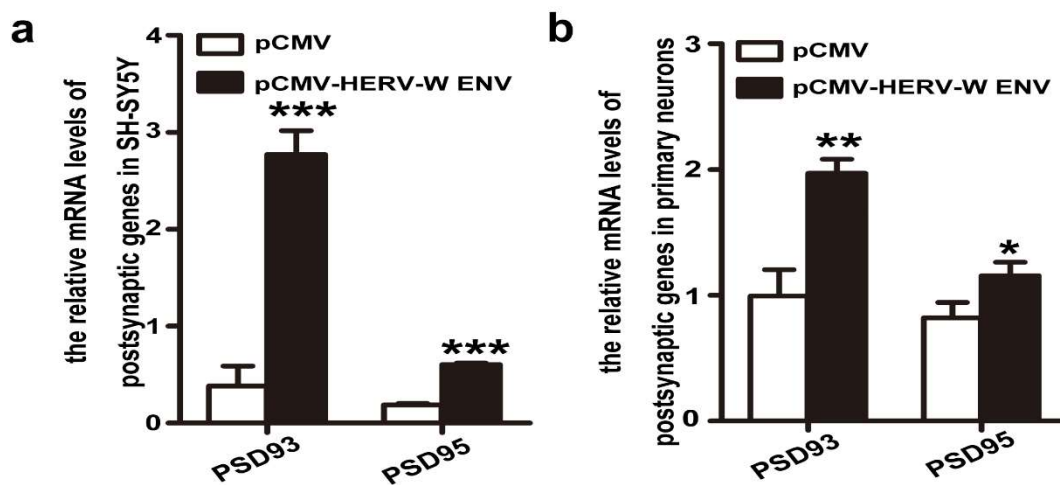 a
the relative mRNA levels of
postsynaptic genes in SH-SY5Y
4
3
2
1
0
pCMV
pCMV-HERV-W ENV
***
***
PSD93
PSD95
b
the relative mRNA levels of
postsynaptic genes in primary neurons
3
2
1
0
pCMV
pCMV-HERV-W ENV
**
*
PSD93
PSD95